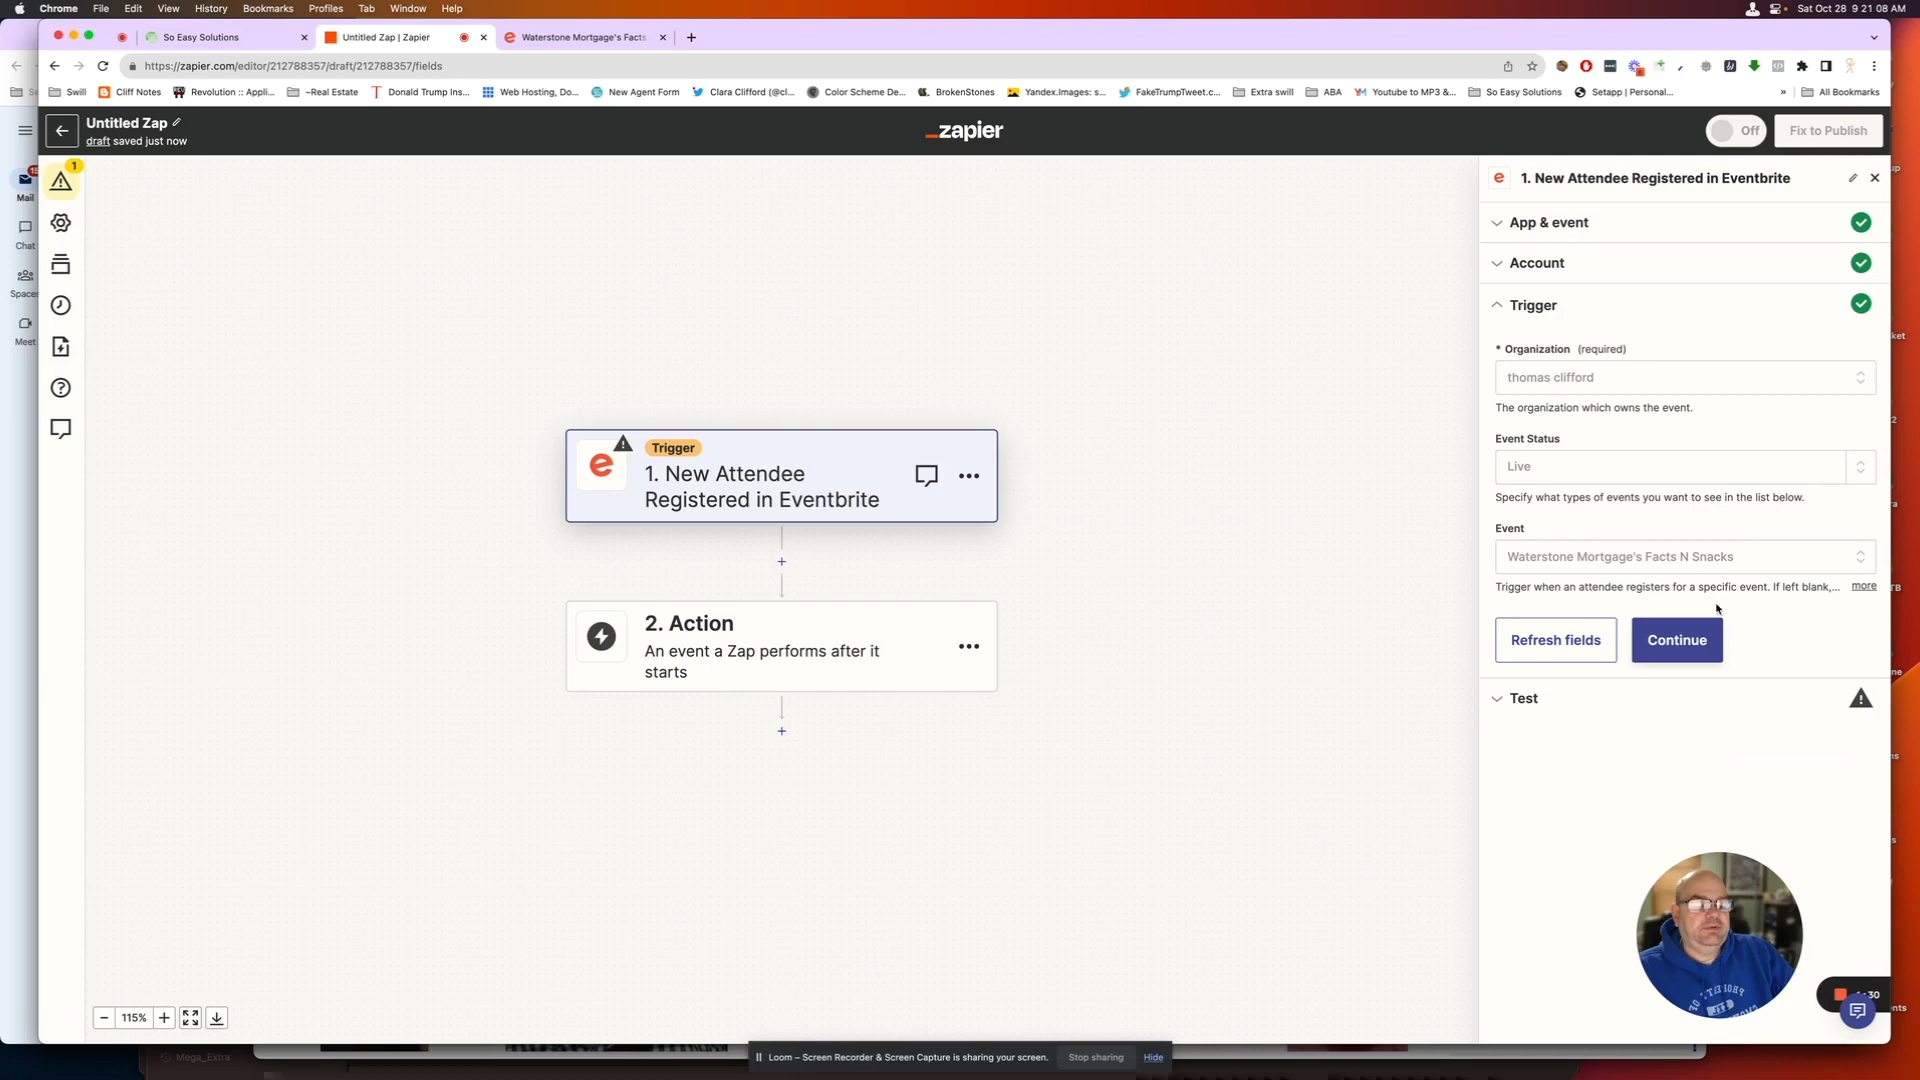 Chrome File Edit View History Bookmarks Profiles Tab Window Help
Sat Oct 28 9 21 08 AM
So Easy Solutions
Untitled Zap | Zapier
Waterstone Mortgage's Facts
https://zapier.com/editor/212788357/draft/212788357/fields
Swill Cliff Notes Revolution :: Appli... ~Real Estate Donald Trump Ins... Web Hosting, Do... New Agent Form Clara Clifford (@cl... Color Scheme De... BrokenStones Yandex.Images: s... FakeTrumpTweet.c... Extra swill ABA Youtube to MP3 &... So Easy Solutions Setapp | Personal... » All Bookmarks
Untitled Zap
draft saved just now
_zapier
Off
Fix to Publish
1
Mail
Chat
Spaces
Meet
Trigger
1. New Attendee
Registered in Eventbrite
2. Action
An event a Zap performs after it
starts
115%
1. New Attendee Registered in Eventbrite
App & event
Account
Trigger
* Organization (required)
thomas clifford
The organization which owns the event.
Event Status
Live
Specify what types of events you want to see in the list below.
Event
Waterstone Mortgage's Facts N Snacks
Trigger when an attendee registers for a specific event. If left blank,... more
Refresh fields
Continue
Test
Mega_Extra
Loom – Screen Recorder & Screen Capture is sharing your screen.
Stop sharing
Hide